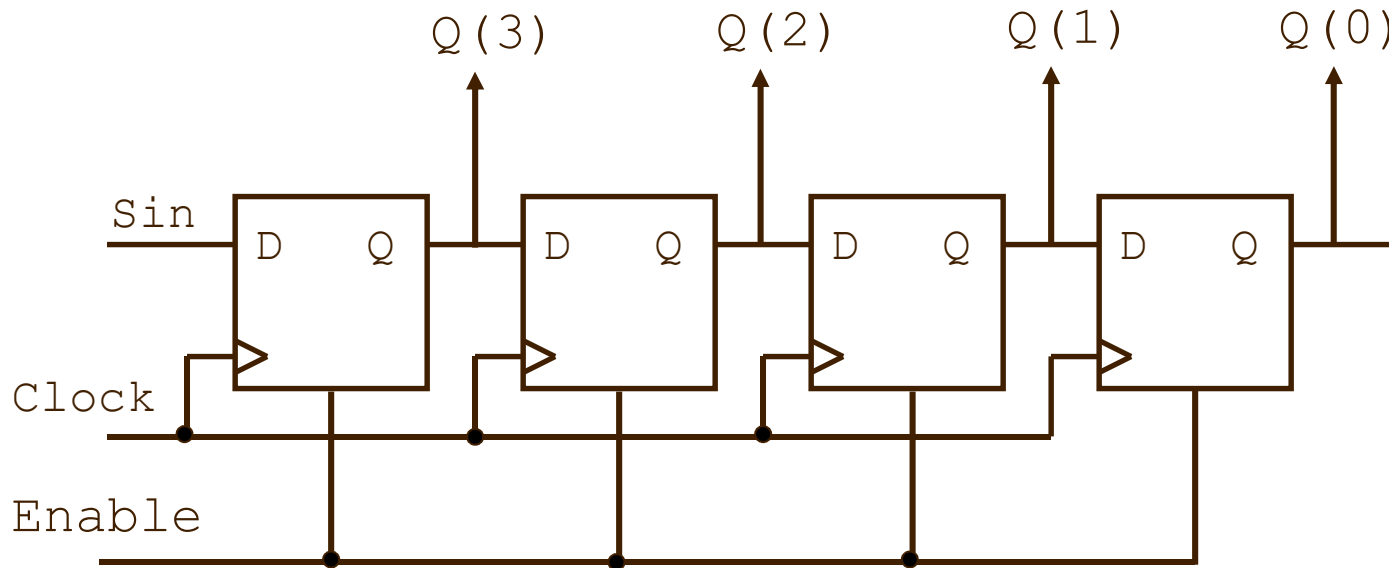 Q(3) Q(2) Q(1) Q(0)
Sin
D Q D Q D Q D Q
Clock
Enable